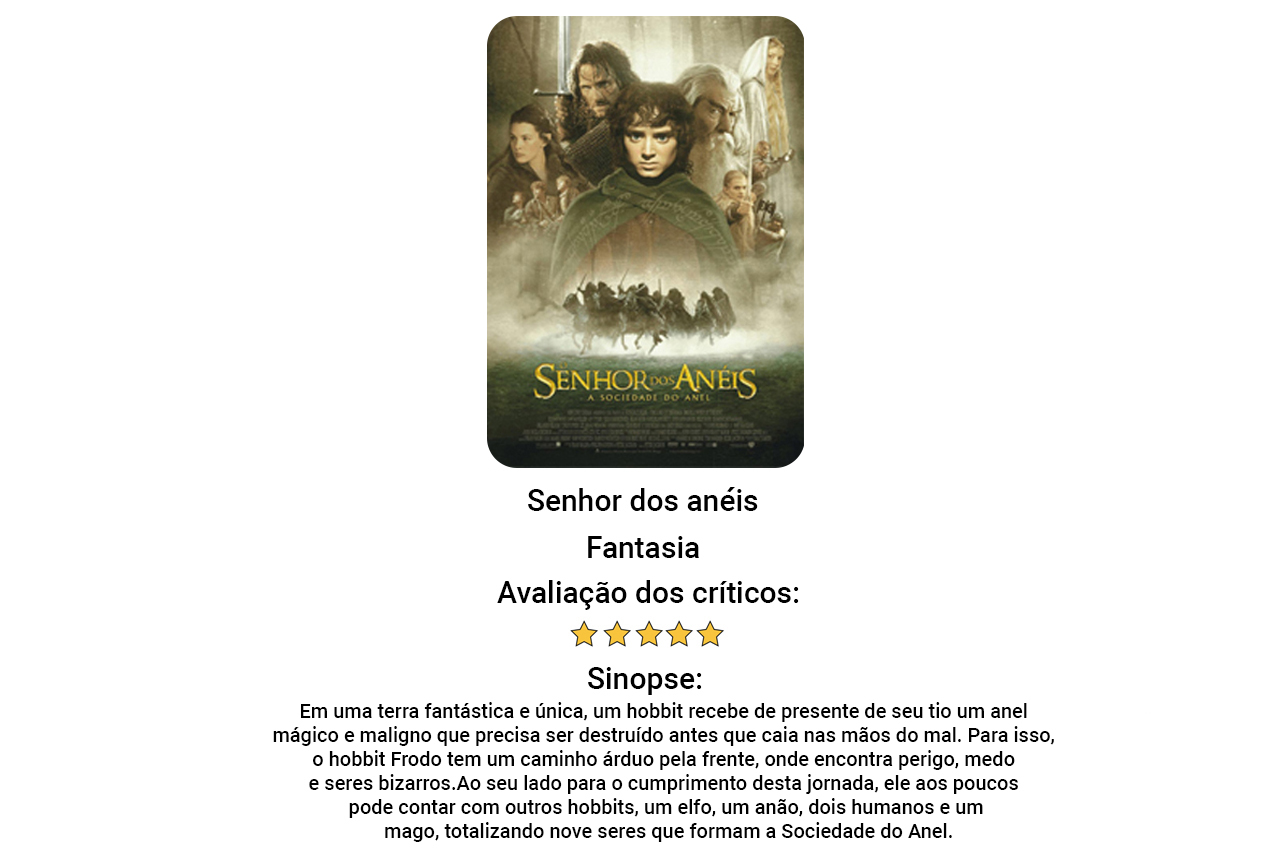 SENHOR DOS ANÉIS
A SOCIEDADE DO ANEL
Senhor dos anéis
Fantasia
Avaliação dos críticos:
Sinopse:
Em uma terra fantástica e única, um hobbit recebe de presente de seu tio um anel
mágico e maligno que precisa ser destruído antes que caia nas mãos do mal. Para isso,
o hobbit Frodo tem um caminho árduo pela frente, onde encontra perigo, medo
e seres bizarros.Ao seu lado para o cumprimento desta jornada, ele aos poucos
pode contar com outros hobbits, um elfo, um anão, dois humanos e um
mago, totalizando nove seres que formam a Sociedade do Anel.